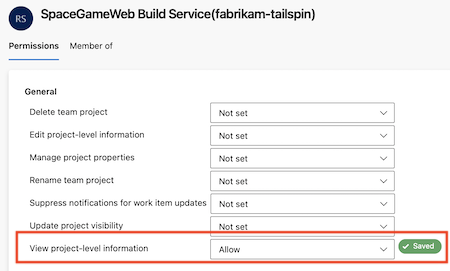 RS
SpaceGameWeb Build Service(fabrikam-tailspin)
Permissions Member of
General
Delete team project Not set
Edit project-level information Not set
Manage project properties Not set
Rename team project Not set
Suppress notifications for work item updates Not set
Update project visibility Not set
View project-level information Allow Saved